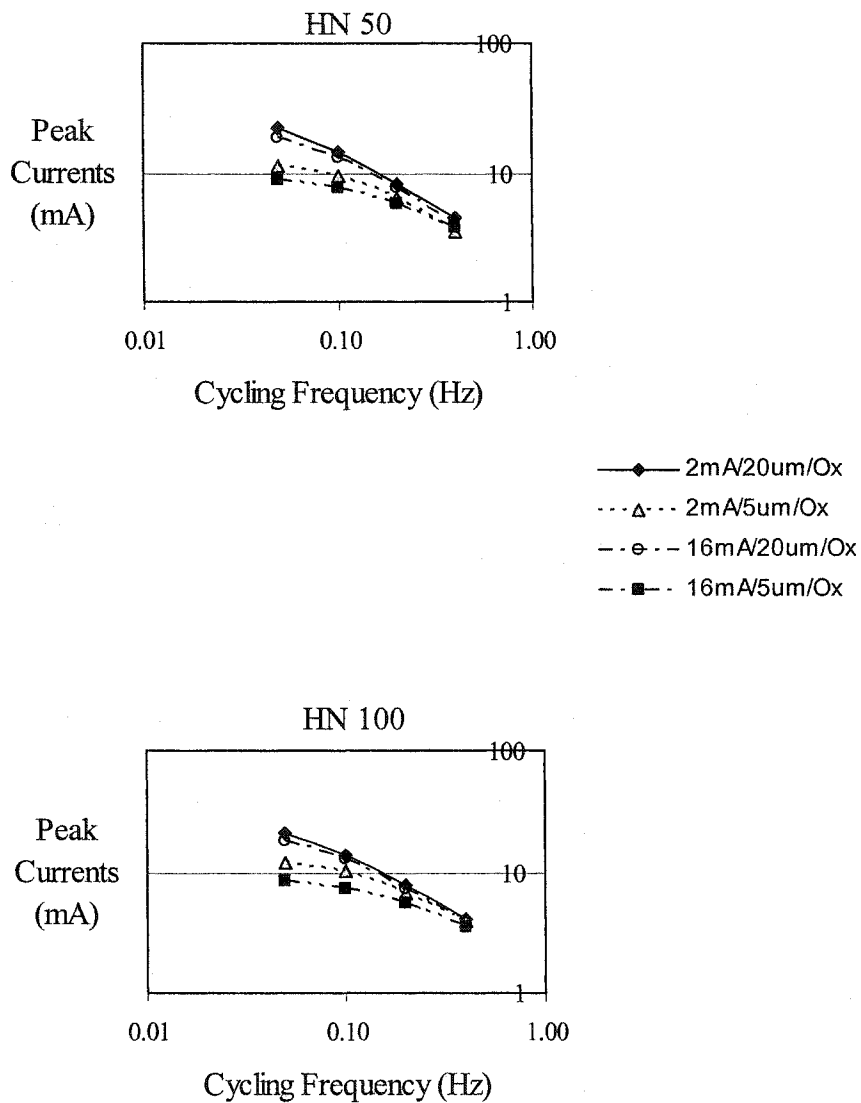 HN 50
100
Peak
Currents
(mA)
10
1
0.01 0.10 1.00
Cycling Frequency (Hz)
2mA/20um/Ox
2mA/5um/Ox
16mA/20um/Ox
16mA/5um/Ox
HN 100
100
Peak
Currents
(mA)
10
1
0.01 0.10 1.00
Cycling Frequency (Hz)